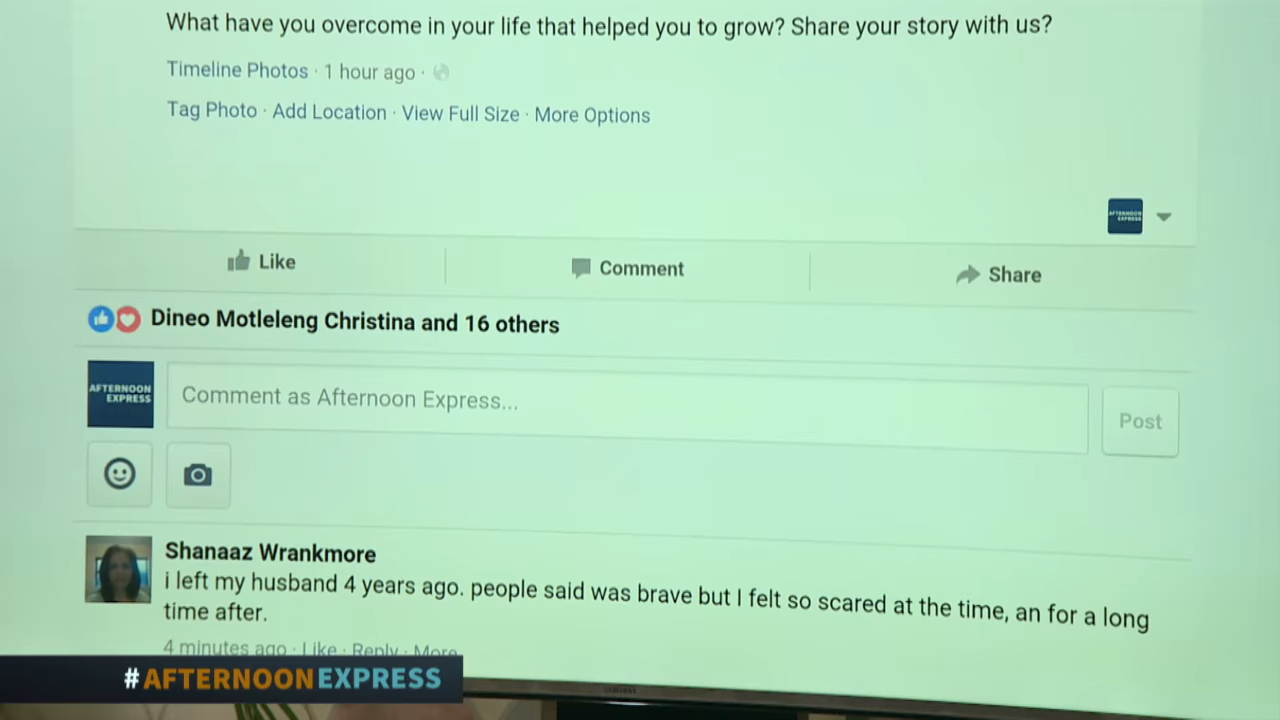 What have you overcome in your life that helped you to grow? Share your story with us?
Timeline Photos · 1 hour ago ·
Tag Photo · Add Location · View Full Size · More Options
AFTERNOON
EXPRESS
Like
Comment
Share
Dineo Motleleng Christina and 16 others
AFTERNOON
EXPRESS
Comment as Afternoon Express...
Post
Shanaaz Wrankmore
i left my husband 4 years ago. people said was brave but I felt so scared at the time, an for a long
time after.
4 minutes ago · Like · Reply · More
#AFTERNOONEXPRESS
SAMSUNG